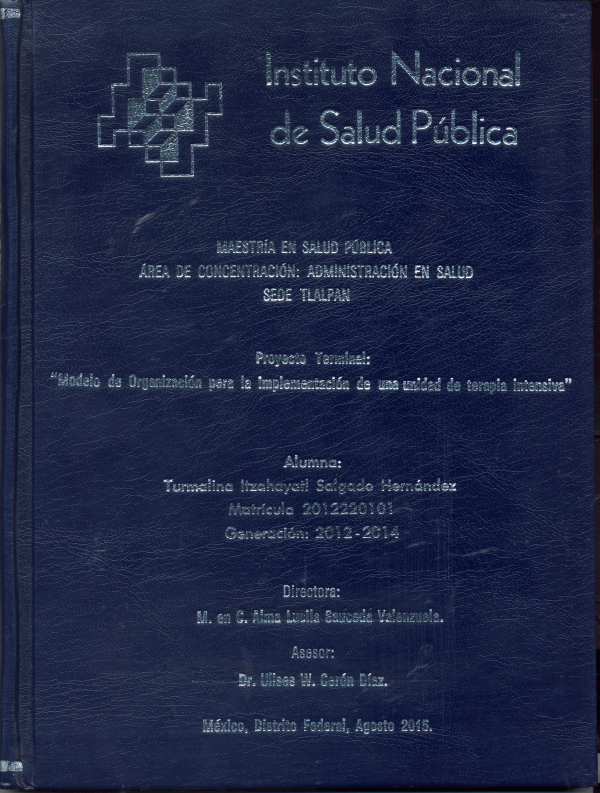 Instituto Nacional
de Salud Pública
MAESTRÍA EN SALUD PÚBLICA
ÁREA DE CONCENTRACIÓN: ADMINISTRACIÓN EN SALUD
SEDE TLALPAN
Proyecto Terminal:
"Modelo de Organización para la Implementación de una unidad de terapia intensiva"
Alumna:
Turmalina Itzahayati Salgado Hernández
Matrícula 2012220101
Generación: 2012-2014
Directora:
M. en C. Alma Lucila Sauceda Valenzuela.
Asesor:
Dr. Ulises W. Cerón Díaz.
México, Distrito Federal, Agosto 2015.